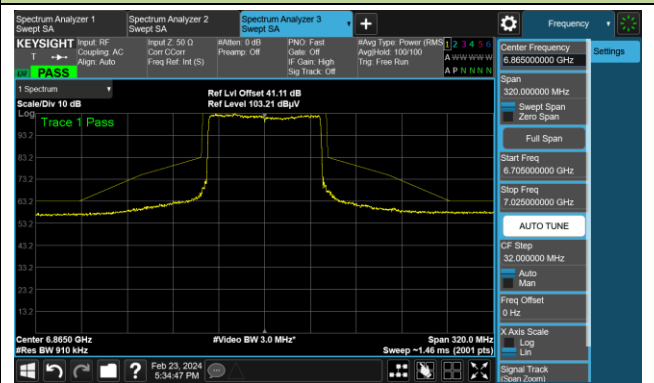 Spectrum Analyzer 1
Swept SA
Spectrum Analyzer 2
Swept SA
Spectrum Analyzer 3
Swept SA
Frequency
KEYSIGHT
Input: RF
Coupling: AC
Align: Auto
Input Z: 50 Ω
Corr CCorr
Freq Ref: Int (S)
#Atten: 0 dB
Preamp: Off
PNO: Fast
Gate: Off
IF Gain: High
Sig Track: Off
#Avg Type: Power (RMS
Avg|Hold: 100/100
Trig: Free Run
1 2 3 4 5 6
A W W W W W
A P N N N N
T
PASS
1 Spectrum
Scale/Div 10 dB
Ref Lvl Offset 41.11 dB
Ref Level 103.21 dBµV
Log
Trace 1 Pass
93.2
83.2
73.2
63.2
53.2
43.2
33.2
23.2
13.2
Center 6.8650 GHz
#Res BW 910 kHz
#Video BW 3.0 MHz*
Span 320.0 MHz
Sweep ~1.46 ms (2001 pts)
Center Frequency
6.865000000 GHz
Settings
Span
320.000000 MHz
Swept Span
Zero Span
Full Span
Start Freq
6.705000000 GHz
Stop Freq
7.025000000 GHz
AUTO TUNE
CF Step
32.000000 MHz
Auto
Man
Freq Offset
0 Hz
X Axis Scale
Log
Lin
Signal Track
(Span Zoom)
Feb 23, 2024
5:34:47 PM